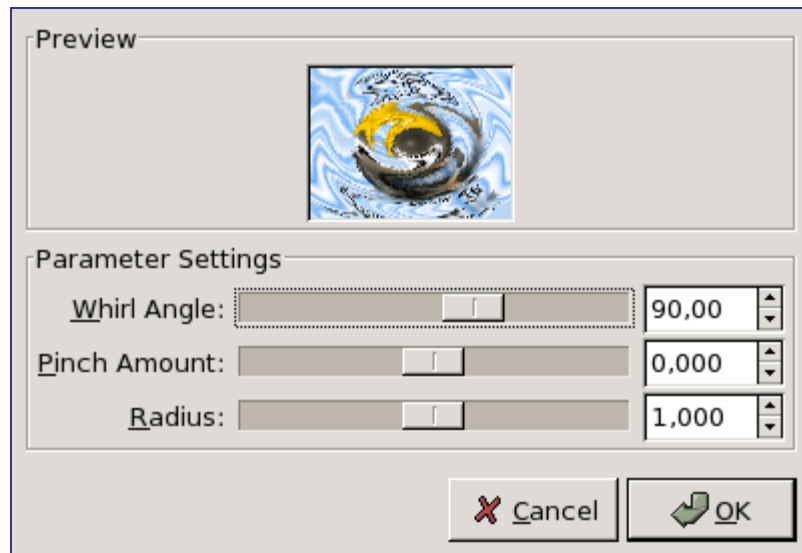 Preview
Parameter Settings
Whirl Angle: 90,00
Pinch Amount: 0,000
Radius: 1,000
Cancel OK